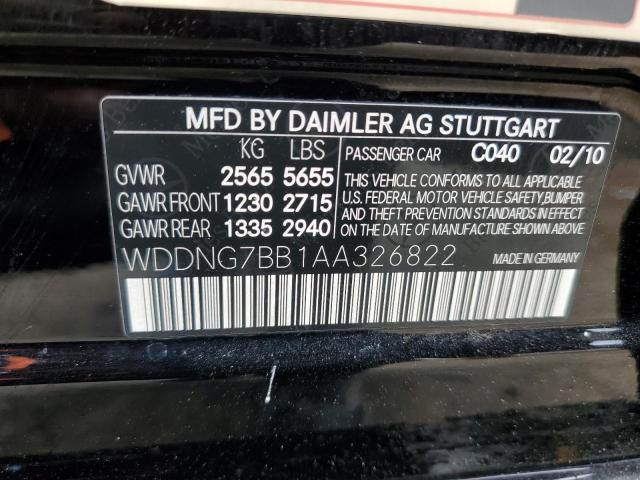 MFD BY DAIMLER AG STUTTGART
KG LBS
GVWR 2565 5655
GAWR FRONT 1230 2715
GAWR REAR 1335 2940
PASSENGER CAR C040 02/10
THIS VEHICLE CONFORMS TO ALL APPLICABLE
U.S. FEDERAL MOTOR VEHICLE SAFETY, BUMPER
AND THEFT PREVENTION STANDARDS IN EFFECT
ON THE DATE OF MANUFACTURE SHOWN ABOVE.
WDDNG7BB1AA326822 MADE IN GERMANY